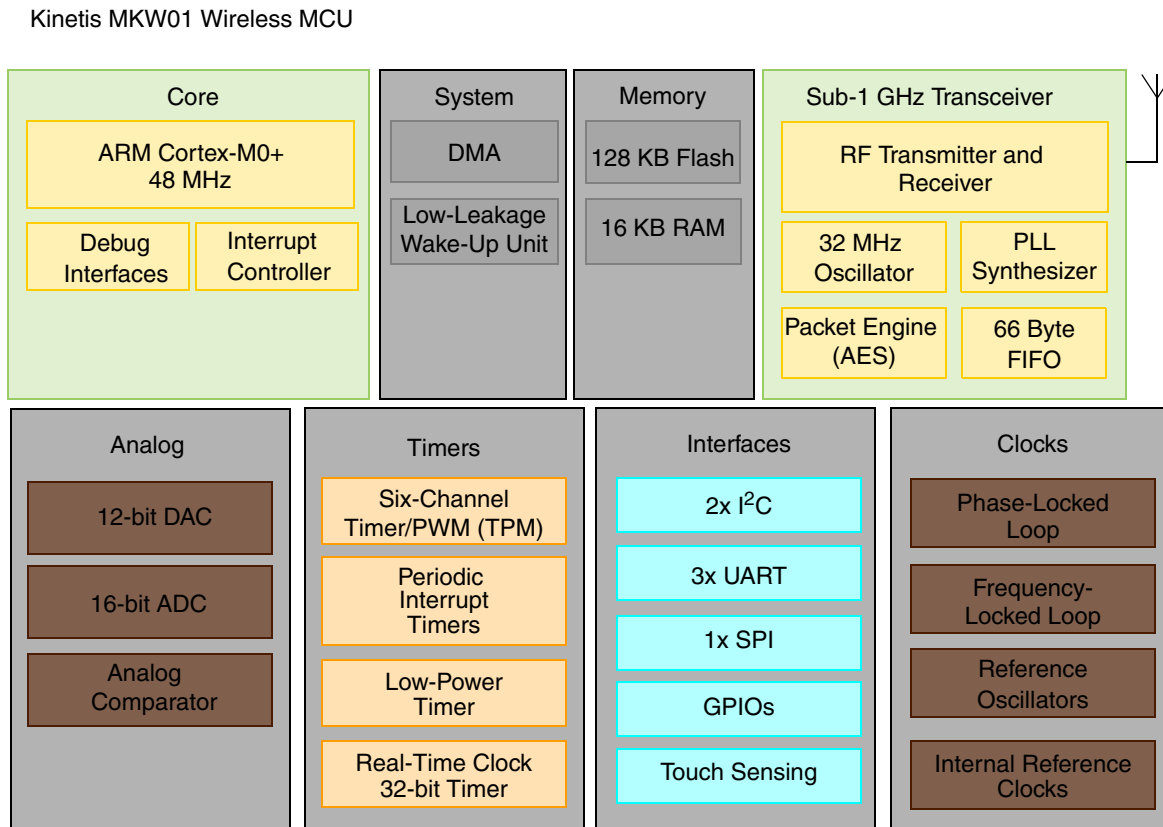 Kinetis MKW01 Wireless MCU
Core
ARM Cortex-M0+
48 MHz
Debug
Interfaces
Interrupt
Controller
System
DMA
Low-Leakage
Wake-Up Unit
Memory
128 KB Flash
16 KB RAM
Sub-1 GHz Transceiver
RF Transmitter and
Receiver
32 MHz
Oscillator
PLL
Synthesizer
Packet Engine
(AES)
66 Byte
FIFO
Analog
12-bit DAC
16-bit ADC
Analog
Comparator
Timers
Six-Channel
Timer/PWM (TPM)
Periodic
Interrupt
Timers
Low-Power
Timer
Real-Time Clock
32-bit Timer
Interfaces
2x I²C
3x UART
1x SPI
GPIOs
Touch Sensing
Clocks
Phase-Locked
Loop
Frequency-
Locked Loop
Reference
Oscillators
Internal Reference
Clocks